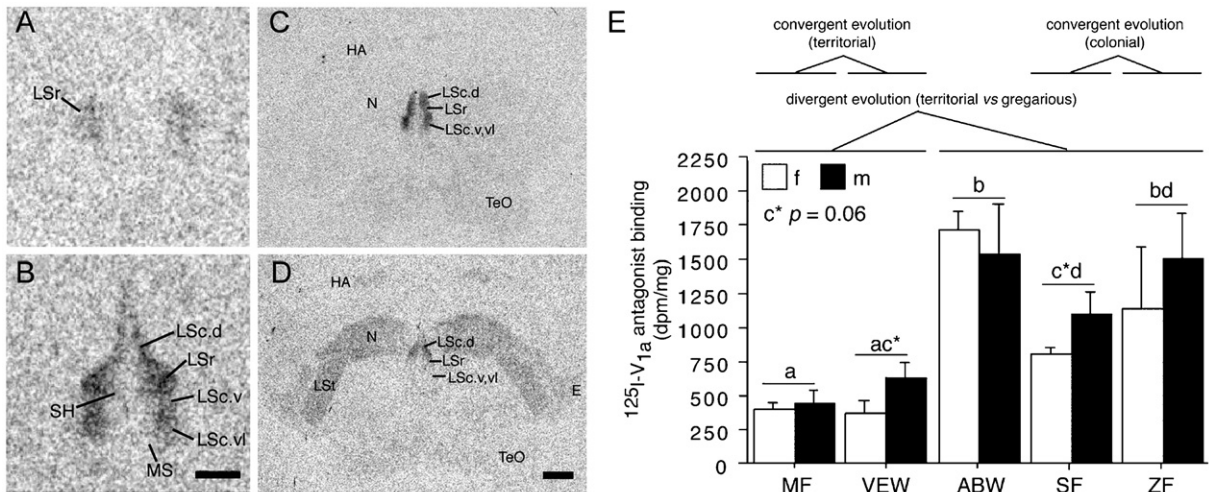 A
LSr
B
LSc.d
LSr
LSc.v
SH
LSc.vl
MS
C
HA
N
LSc.d
LSr
LSc.v,vl
TeO
D
HA
N
LSc.d
LSr
LSc.v,vl
LSt
E
TeO
E
convergent evolution
(territorial)
convergent evolution
(colonial)
divergent evolution (territorial vs gregarious)
125I-V1a antagonist binding
(dpm/mg)
2250
2000
1750
1500
1250
1000
750
500
250
0
f m
c* p = 0.06
a
ac*
b
c*d
bd
MF VEW ABW SF ZF